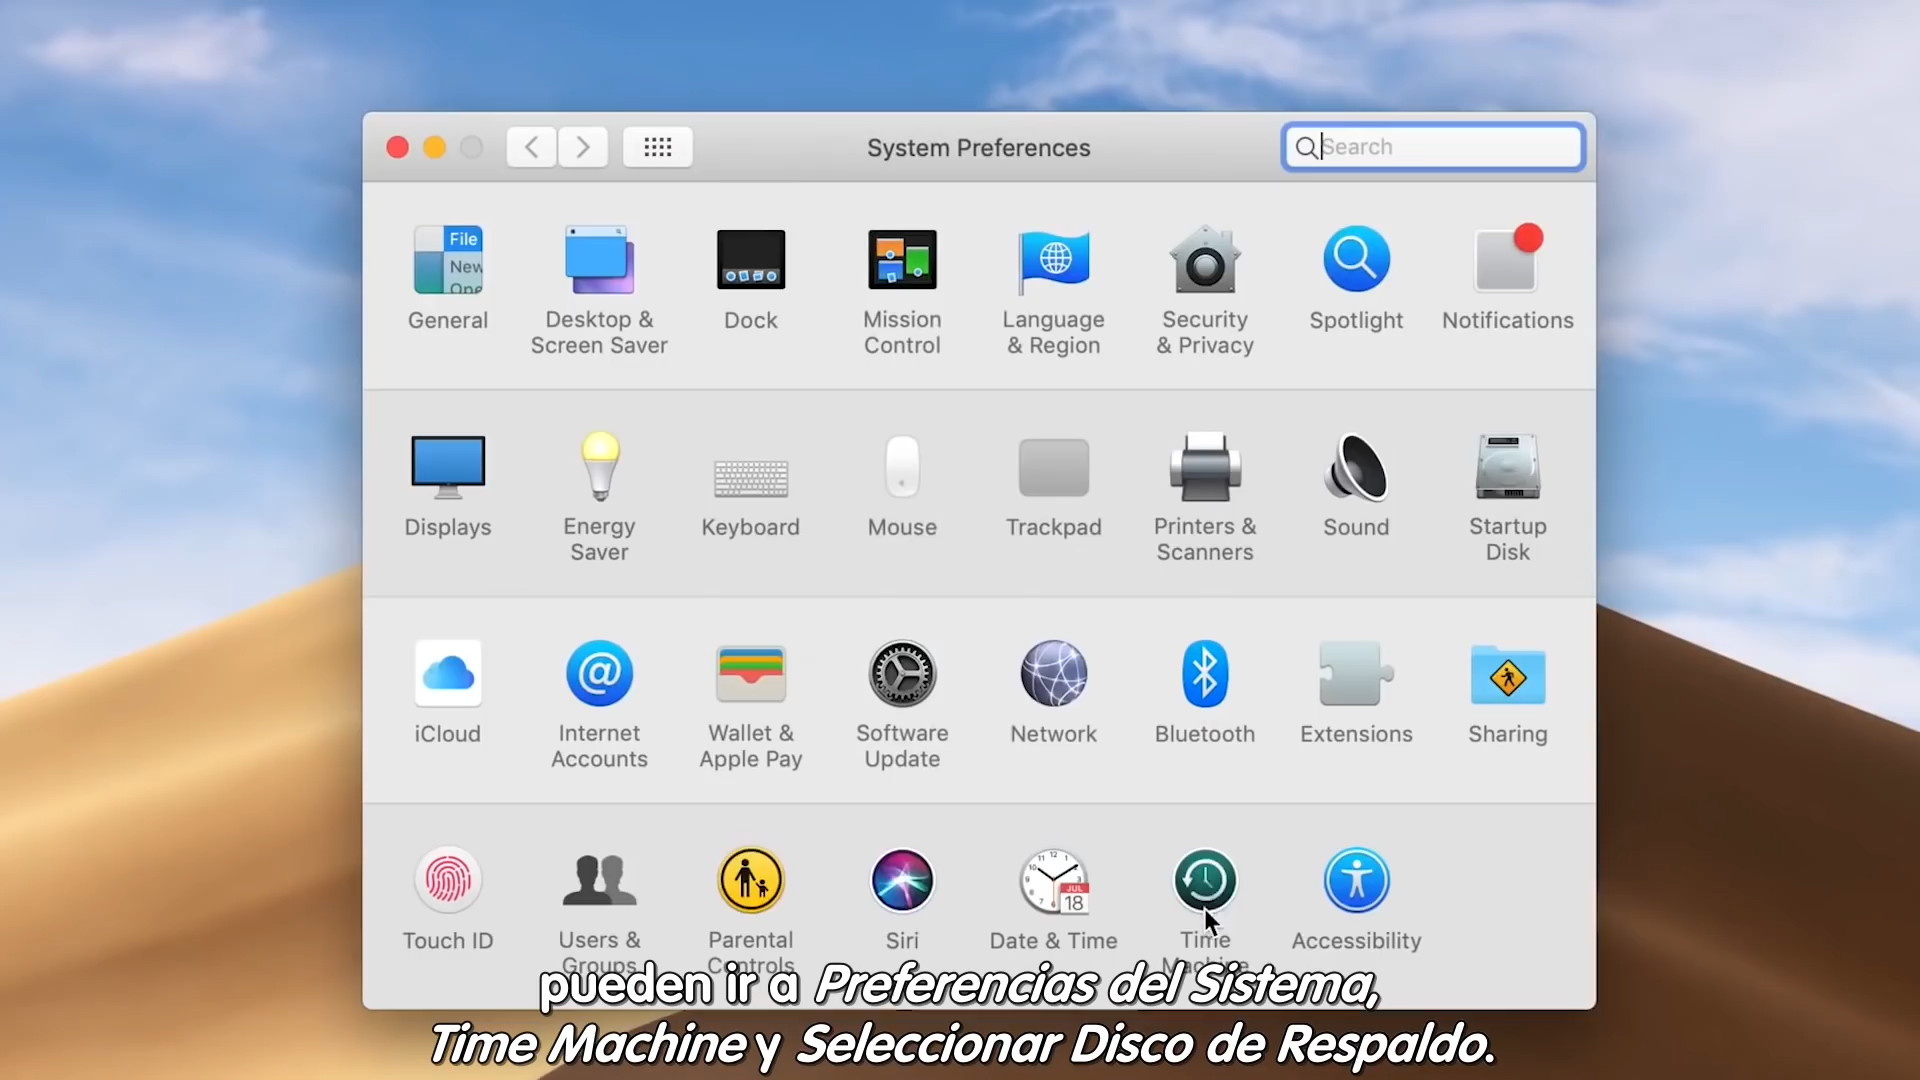 System Preferences
Search
File
New
General
Desktop &
Screen Saver
Dock
Mission
Control
Language
& Region
Security
& Privacy
Spotlight
Notifications
Displays
Energy
Saver
Keyboard
Mouse
Trackpad
Printers &
Scanners
Sound
Startup
Disk
iCloud
@
Internet
Accounts
Wallet &
Apple Pay
Software
Update
Network
Bluetooth
Extensions
Sharing
JUL
18
Touch ID
Users &
Groups
Parental
Controls
Siri
Date & Time
Time
Machine
Accessibility
pueden ir a Preferencias del Sistema,
Time Machine y Seleccionar Disco de Respaldo.